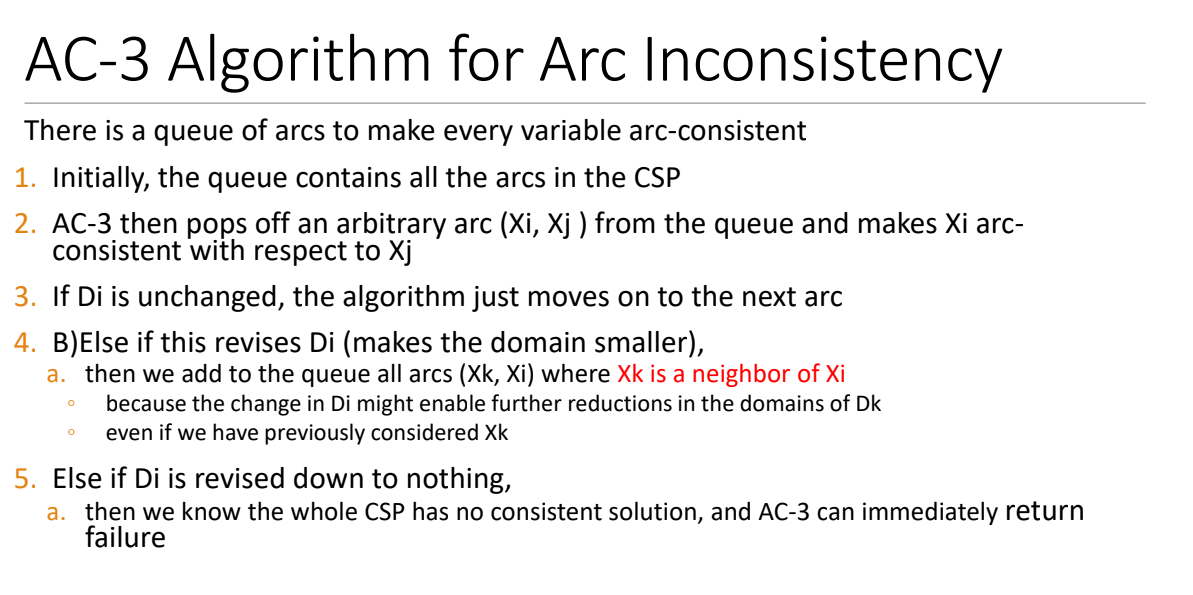 AC-3 Algorithm for Arc Inconsistency
There is a queue of arcs to make every variable arc-consistent
1. Initially, the queue contains all the arcs in the CSP
2. AC-3 then pops off an arbitrary arc (Xi, Xj ) from the queue and makes Xi arc-
consistent with respect to Xj
3. If Di is unchanged, the algorithm just moves on to the next arc
4. B)Else if this revises Di (makes the domain smaller),
a. then we add to the queue all arcs (Xk, Xi) where Xk is a neighbor of Xi
◦ because the change in Di might enable further reductions in the domains of Dk
◦ even if we have previously considered Xk
5. Else if Di is revised down to nothing,
a. then we know the whole CSP has no consistent solution, and AC-3 can immediately return
failure